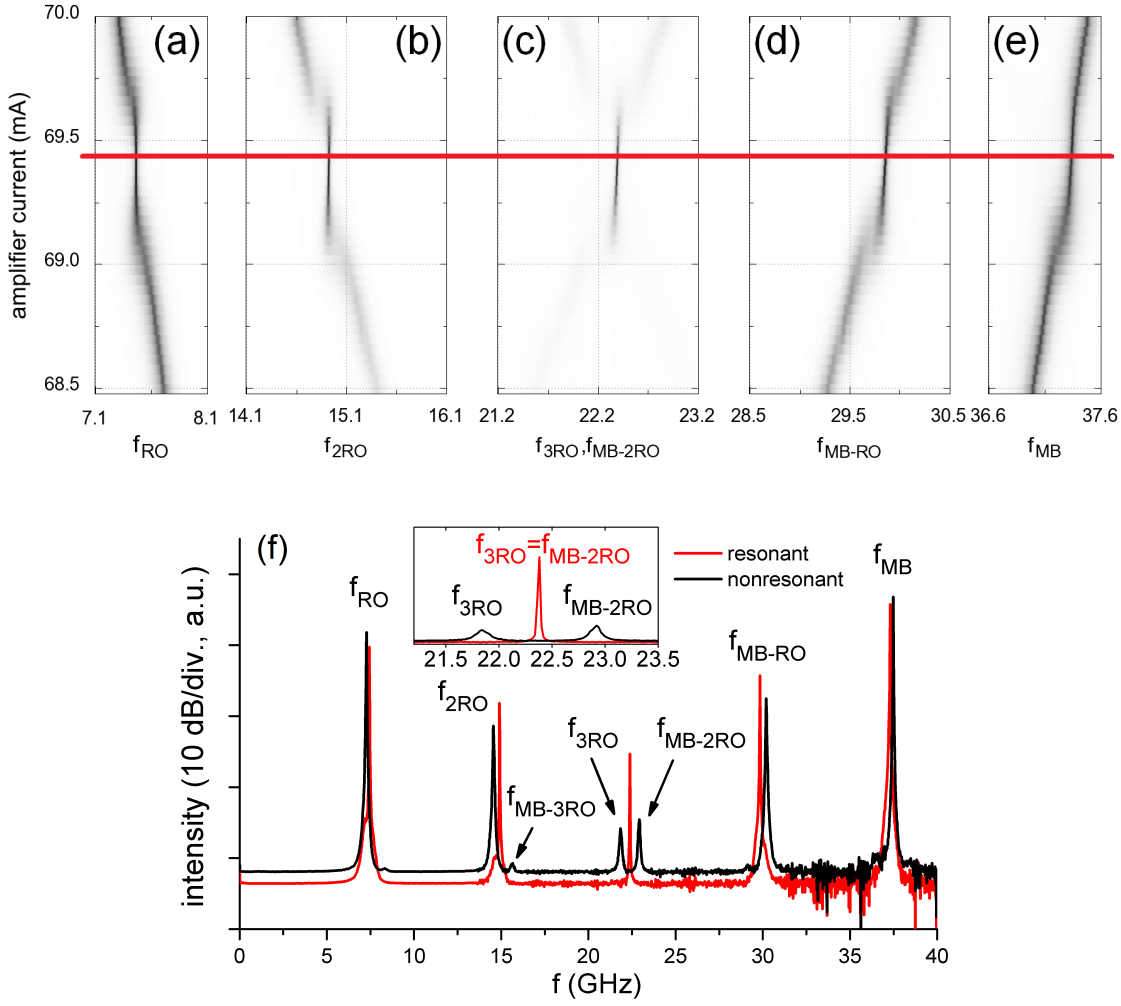 70.0
69.5
69.0
68.5
amplifier current (mA)
(a)
(b)
(c)
(d)
(e)
7.1 8.1
14.1 15.1 16.1
21.2 22.2 23.2
28.5 29.5 30.5
36.6 37.6
fRO
f2RO
f3RO,fMB-2RO
fMB-RO
fMB
(f)
f3RO=fMB-2RO
f3RO
fMB-2RO
21.5 22.0 22.5 23.0 23.5
resonant
nonresonant
fMB
fRO
fMB-RO
f2RO
f3RO
fMB-2RO
fMB-3RO
intensity (10 dB/div., a.u.)
0 5 10 15 20 25 30 35 40
f (GHz)